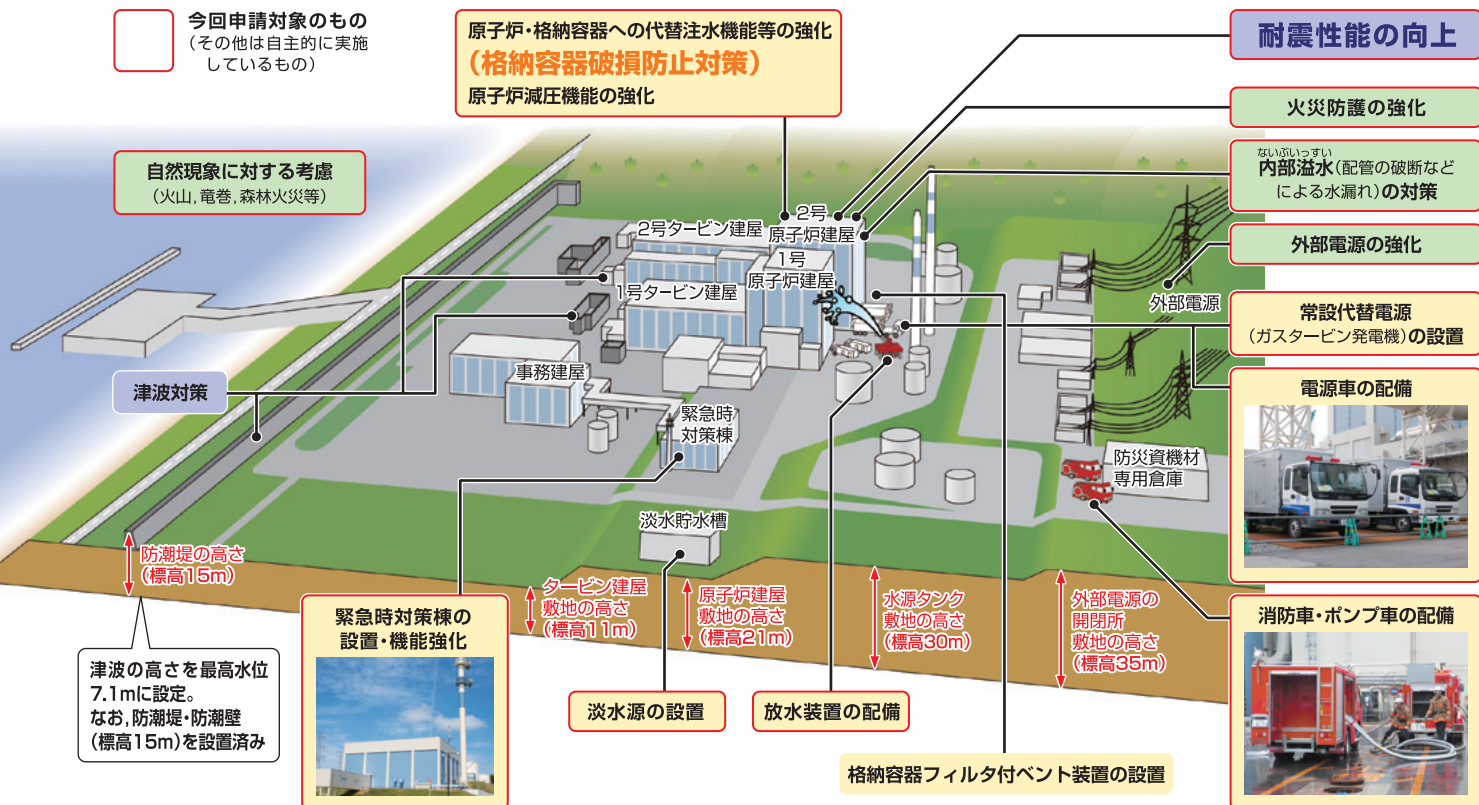 今回申請対象のもの
(その他は自主的に実施
しているもの)
原子炉・格納容器への代替注水機能等の強化
(格納容器破損防止対策)
原子炉減圧機能の強化
耐震性能の向上
火災防護の強化
ないぶいっすい
内部溢水(配管の破断など
による水漏れ)の対策
外部電源の強化
常設代替電源
(ガスタービン発電機)の設置
電源車の配備
消防車・ポンプ車の配備
自然現象に対する考慮
(火山,竜巻,森林火災等)
2号タービン建屋
2号
原子炉建屋
1号
原子炉建屋
1号タービン建屋
外部電源
津波対策
事務建屋
緊急時
対策棟
防災資機材
専用倉庫
淡水貯水槽
防潮堤の高さ
(標高15m)
タービン建屋
敷地の高さ
(標高11m)
原子炉建屋
敷地の高さ
(標高21m)
水源タンク
敷地の高さ
(標高30m)
外部電源の
開閉所
敷地の高さ
(標高35m)
津波の高さを最高水位
7.1mに設定。
なお,防潮堤・防潮壁
(標高15m)を設置済み
緊急時対策棟の
設置・機能強化
淡水源の設置
放水装置の配備
格納容器フィルタ付ベント装置の設置